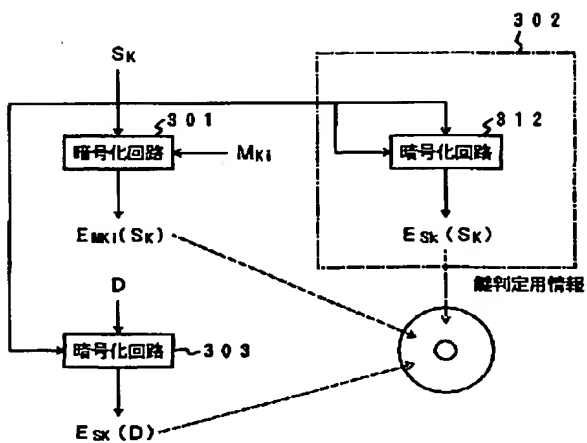 302
SK
301
312
暗号化回路
MKi
暗号化回路
EMKi(SK)
ESk(SK)
鍵判定用情報
D
暗号化回路
303
ESK(D)